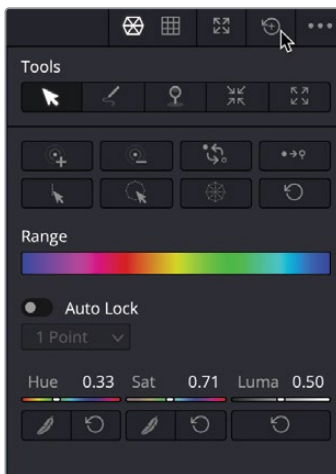 Tools
Range
Auto Lock
1 Point
Hue 0.33 Sat 0.71 Luma 0.50